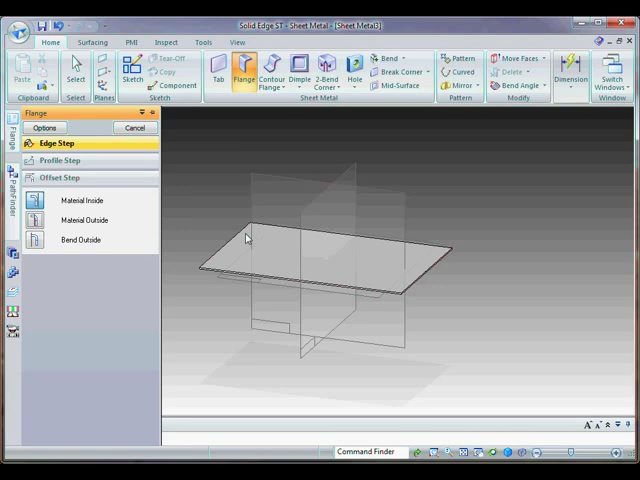 Solid Edge ST - Sheet Metal - [Sheet Metal3]
Home Surfacing PMI Inspect Tools View
Paste
Select
Sketch
Tear-Off
Copy
Component
Tab
Flange
Contour Flange
Dimple
2-Bend Corner
Hole
Bend
Break Corner
Mid-Surface
Pattern
Curved
Mirror
Move Faces
Delete
Bend Angle
Dimension
Switch Windows
Clipboard Select Planes Sketch Sheet Metal Pattern Modify Window
Flange
Options Cancel
Edge Step
Profile Step
Offset Step
Material Inside
Material Outside
Bend Outside
Flange
PathFinder
Command Finder